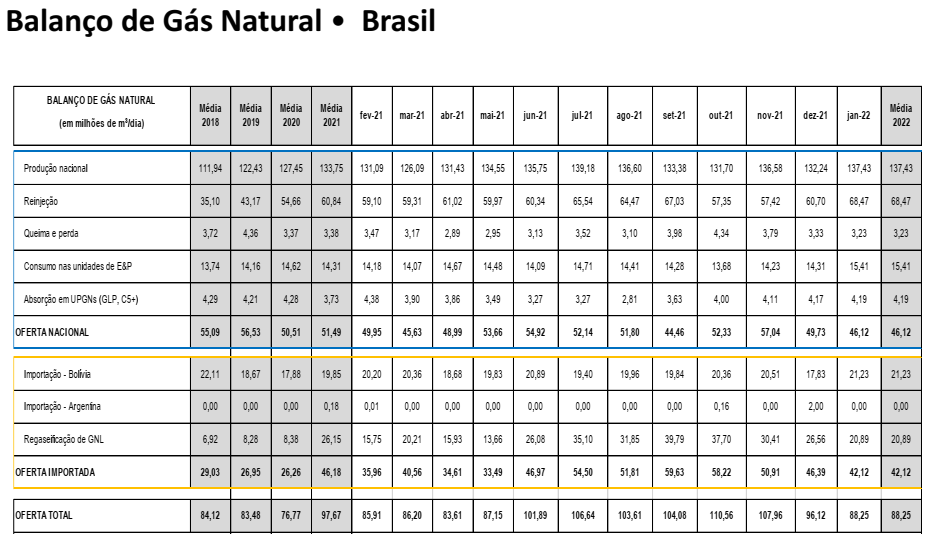 Balanço de Gás Natural • Brasil
BALANÇO DE GÁS NATURAL (em milhões de m³/dia) Média 2018 Média 2019 Média 2020 Média 2021 fev-21 mar-21 abr-21 mai-21 jun-21 jul-21 ago-21 set-21 out-21 nov-21 dez-21 jan-22 Média 2022
Produção nacional 111,94 122,43 127,45 133,75 131,09 126,09 131,43 134,55 135,75 139,18 136,60 133,38 131,70 136,58 132,24 137,43 137,43
Reinjeção 35,10 43,17 54,66 60,84 59,10 59,31 61,02 59,97 60,34 65,54 64,47 67,03 57,35 57,42 60,70 68,47 68,47
Queima e perda 3,72 4,36 3,37 3,38 3,47 3,17 2,89 2,95 3,13 3,52 3,10 3,98 4,34 3,79 3,33 3,23 3,23
Consumo nas unidades de E&P 13,74 14,16 14,62 14,31 14,18 14,07 14,67 14,48 14,09 14,71 14,41 14,28 13,68 14,23 14,31 15,41 15,41
Absorção em UPGNs (GLP, C5+) 4,29 4,21 4,28 3,73 4,38 3,90 3,86 3,49 3,27 3,27 2,81 3,63 4,00 4,11 4,17 4,19 4,19
OFERTA NACIONAL 55,09 56,53 50,51 51,49 49,95 45,63 48,99 53,66 54,92 52,14 51,80 44,46 52,33 57,04 49,73 46,12 46,12
Importação - Bolívia 22,11 18,67 17,88 19,85 20,20 20,36 18,68 19,83 20,89 19,40 19,96 19,84 20,36 20,51 17,83 21,23 21,23
Importação - Argentina 0,00 0,00 0,00 0,18 0,01 0,00 0,00 0,00 0,00 0,00 0,00 0,00 0,16 0,00 2,00 0,00 0,00
Regaseificação de GNL 6,92 8,28 8,38 26,15 15,75 20,21 15,93 13,66 26,08 35,10 31,85 39,79 37,70 30,41 26,56 20,89 20,89
OFERTA IMPORTADA 29,03 26,95 26,26 46,18 35,96 40,56 34,61 33,49 46,97 54,50 51,81 59,63 58,22 50,91 46,39 42,12 42,12
OFERTA TOTAL 84,12 83,48 76,77 97,67 85,91 86,20 83,61 87,15 101,89 106,64 103,61 104,08 110,56 107,96 96,12 88,25 88,25